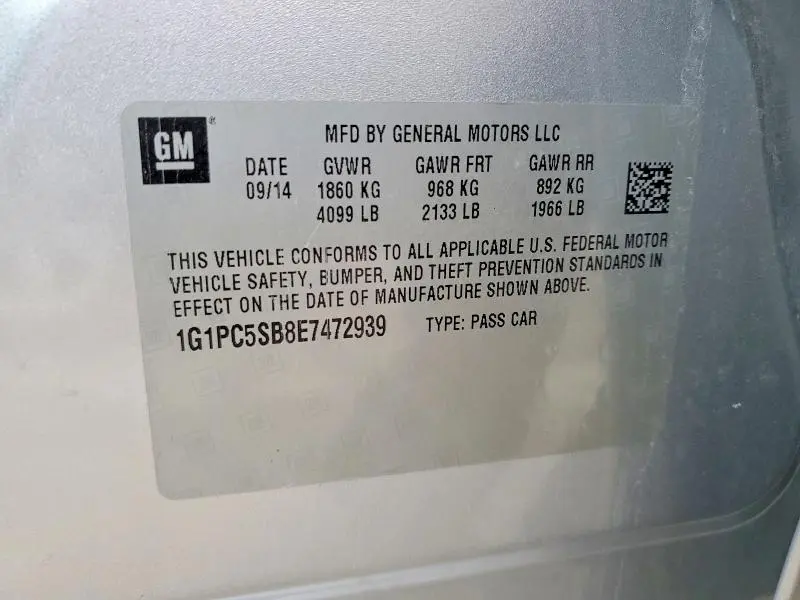 GM®
MFD BY GENERAL MOTORS LLC
DATE GVWR GAWR FRT GAWR RR
09/14 1860 KG 968 KG 892 KG
4099 LB 2133 LB 1966 LB
THIS VEHICLE CONFORMS TO ALL APPLICABLE U.S. FEDERAL MOTOR
VEHICLE SAFETY, BUMPER, AND THEFT PREVENTION STANDARDS IN
EFFECT ON THE DATE OF MANUFACTURE SHOWN ABOVE.
1G1PC5SB8E7472939 TYPE: PASS CAR